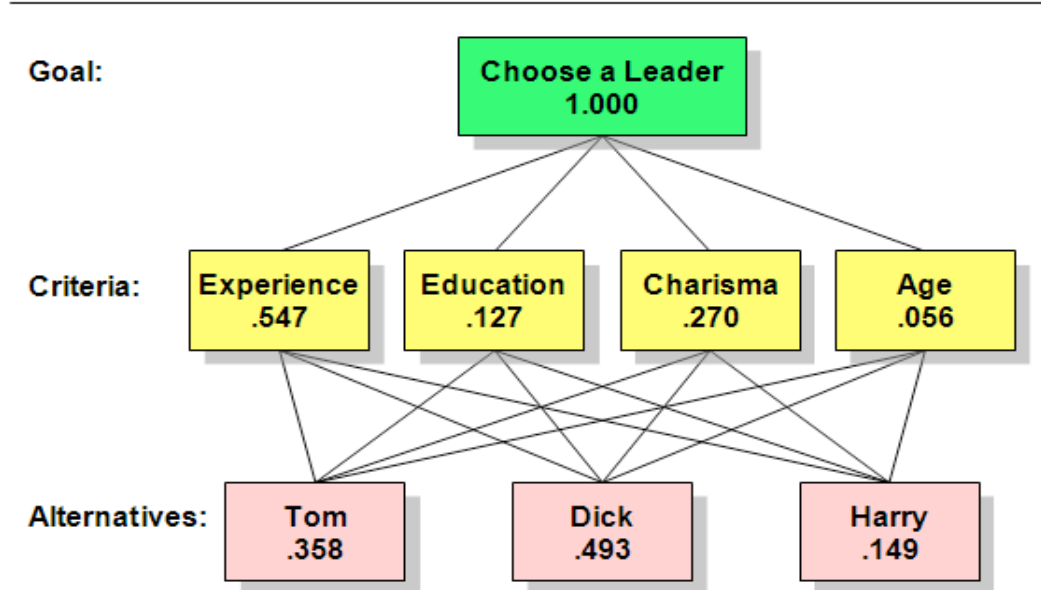 Goal:
Choose a Leader
1.000
Criteria:
Experience
.547
Education
.127
Charisma
.270
Age
.056
Alternatives:
Tom
.358
Dick
.493
Harry
.149